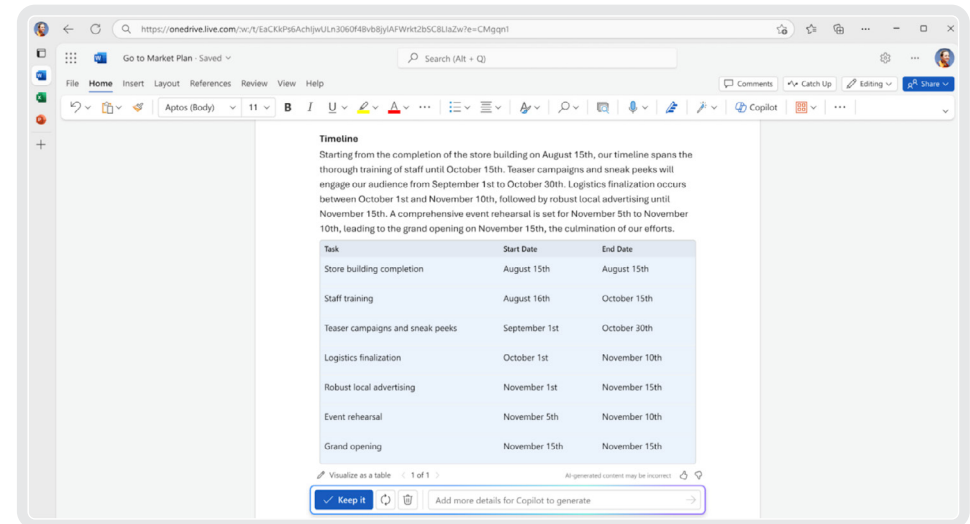 https://onedrive.live.com/:w:/t/EaCKkPs6AchIjwULn3060f4Bvb8jylAFWrkt2b5C8LIaZw?e=CMgqn1
Go to Market Plan · Saved
Search (Alt + Q)
File Home Insert Layout References Review View Help
Comments Catch Up Editing Share
Aptos (Body) 11 B I U A Copilot
Timeline
Starting from the completion of the store building on August 15th, our timeline spans the
thorough training of staff until October 15th. Teaser campaigns and sneak peeks will
engage our audience from September 1st to October 30th. Logistics finalization occurs
between October 1st and November 10th, followed by robust local advertising until
November 15th. A comprehensive event rehearsal is set for November 5th to November
10th, leading to the grand opening on November 15th, the culmination of our efforts.
Task Start Date End Date
Store building completion August 15th August 15th
Staff training August 16th October 15th
Teaser campaigns and sneak peeks September 1st October 30th
Logistics finalization October 1st November 10th
Robust local advertising November 1st November 15th
Event rehearsal November 5th November 10th
Grand opening November 15th November 15th
Visualize as a table < 1 of 1 > AI-generated content may be incorrect
Keep it Add more details for Copilot to generate